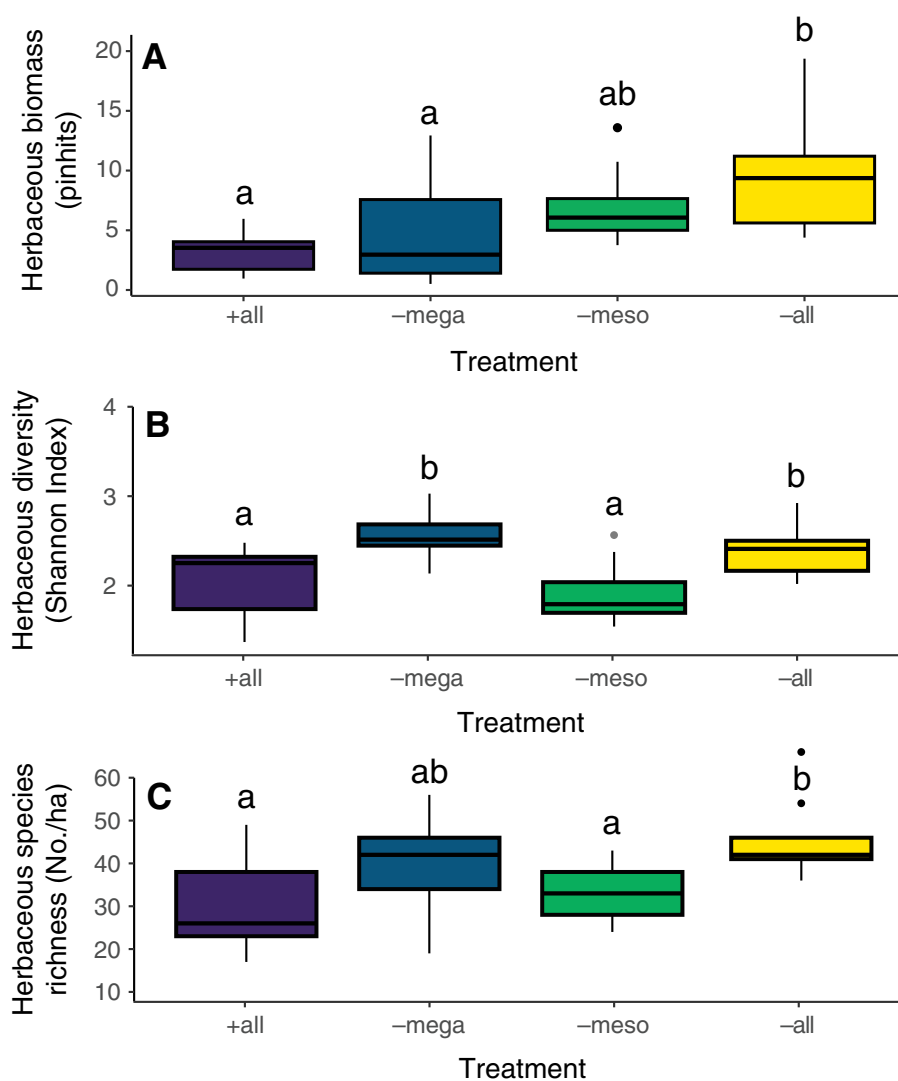 A
Herbaceous biomass
(pinhits)
20
15
10
5
0
a
a
ab
b
+all
–mega
–meso
–all
Treatment
B
Herbaceous diversity
(Shannon Index)
4
3
2
a
b
a
b
+all
–mega
–meso
–all
Treatment
C
Herbaceous species
richness (No./ha)
60
50
40
30
20
10
a
ab
a
b
+all
–mega
–meso
–all
Treatment